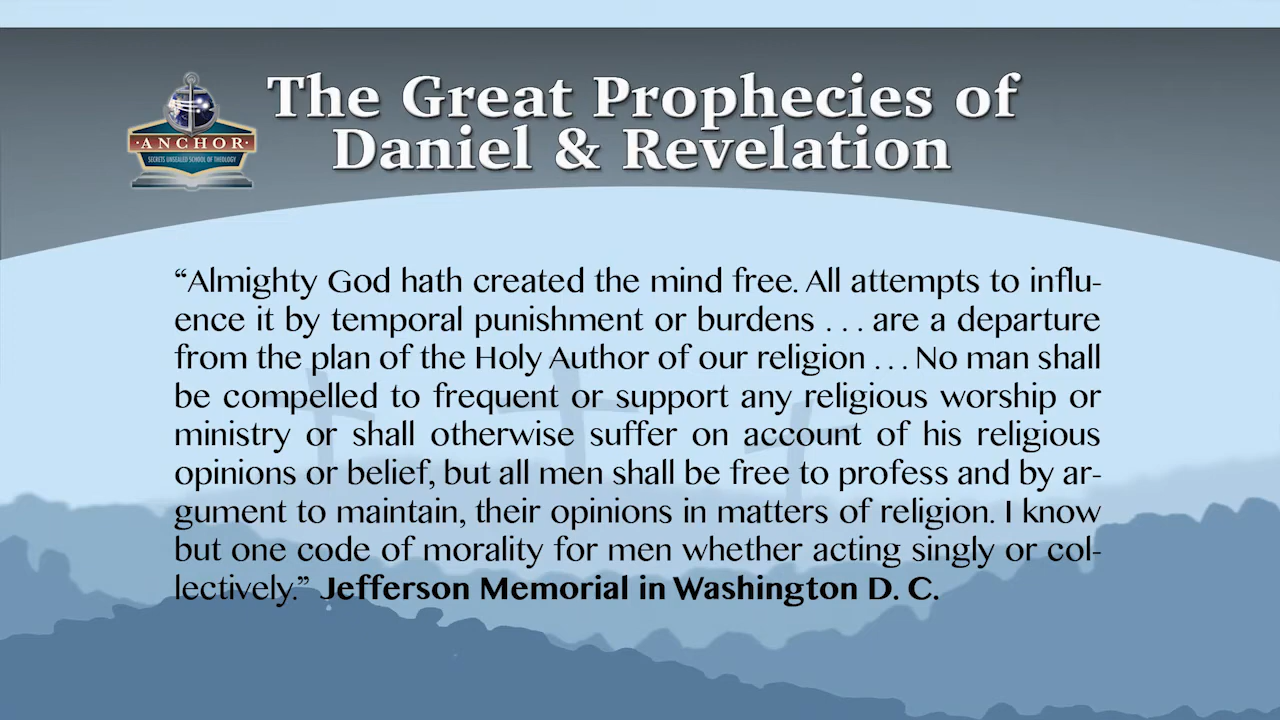 The Great Prophecies of
Daniel & Revelation
·ANCHOR·
SECRETS UNSEALED SCHOOL OF THEOLOGY
“Almighty God hath created the mind free. All attempts to influ-
ence it by temporal punishment or burdens . . . are a departure
from the plan of the Holy Author of our religion . . . No man shall
be compelled to frequent or support any religious worship or
ministry or shall otherwise suffer on account of his religious
opinions or belief, but all men shall be free to profess and by ar-
gument to maintain, their opinions in matters of religion. I know
but one code of morality for men whether acting singly or col-
lectively.” Jefferson Memorial in Washington D. C.